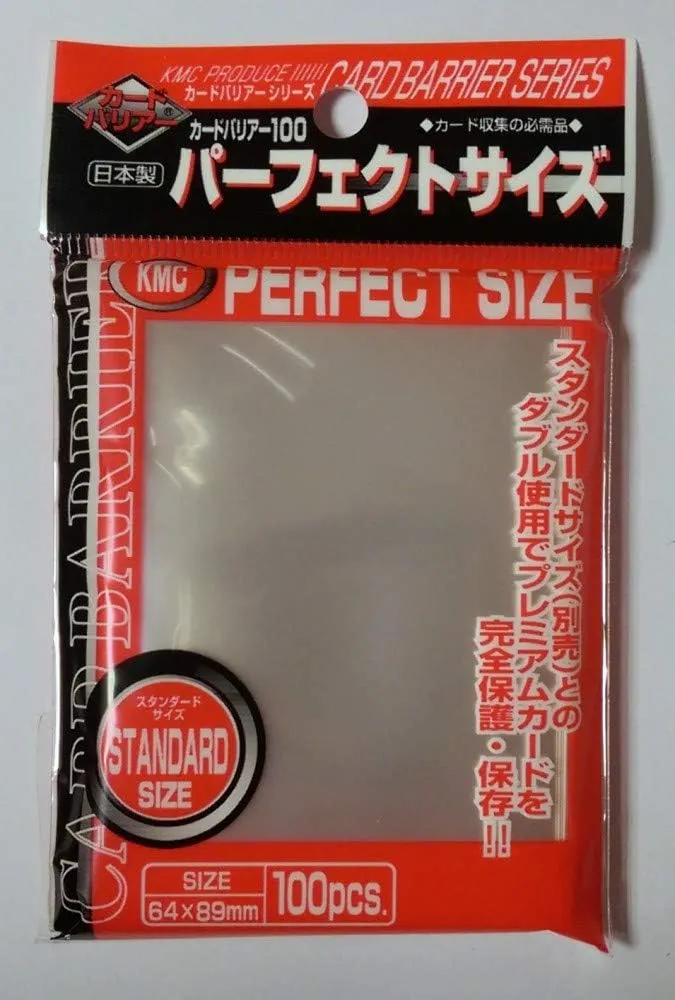 KMC PRODUCE ////// CARD BARRIER SERIES
カードバリアーシリーズ
カード
バリアー®
カードバリアー100
◆カード収集の必需品◆
日本製
パーフェクトサイズ
KMC
PERFECT SIZE
CARD BARRIER
スタンダードサイズ(別売)との
ダブル使用でプレミアムカードを
完全保護・保存!!
スタンダード
サイズ
STANDARD
SIZE
SIZE
64×89mm
100pcs.